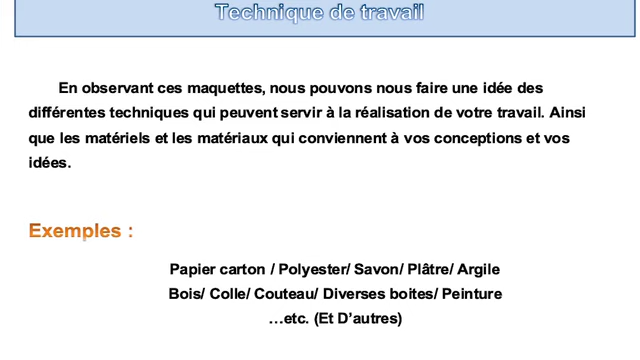 Technique de travail
En observant ces maquettes, nous pouvons nous faire une idée des
différentes techniques qui peuvent servir à la réalisation de votre travail. Ainsi
que les matériels et les matériaux qui conviennent à vos conceptions et vos
idées.
Exemples :
Papier carton / Polyester/ Savon/ Plâtre/ Argile
Bois/ Colle/ Couteau/ Diverses boites/ Peinture
…etc. (Et D’autres)